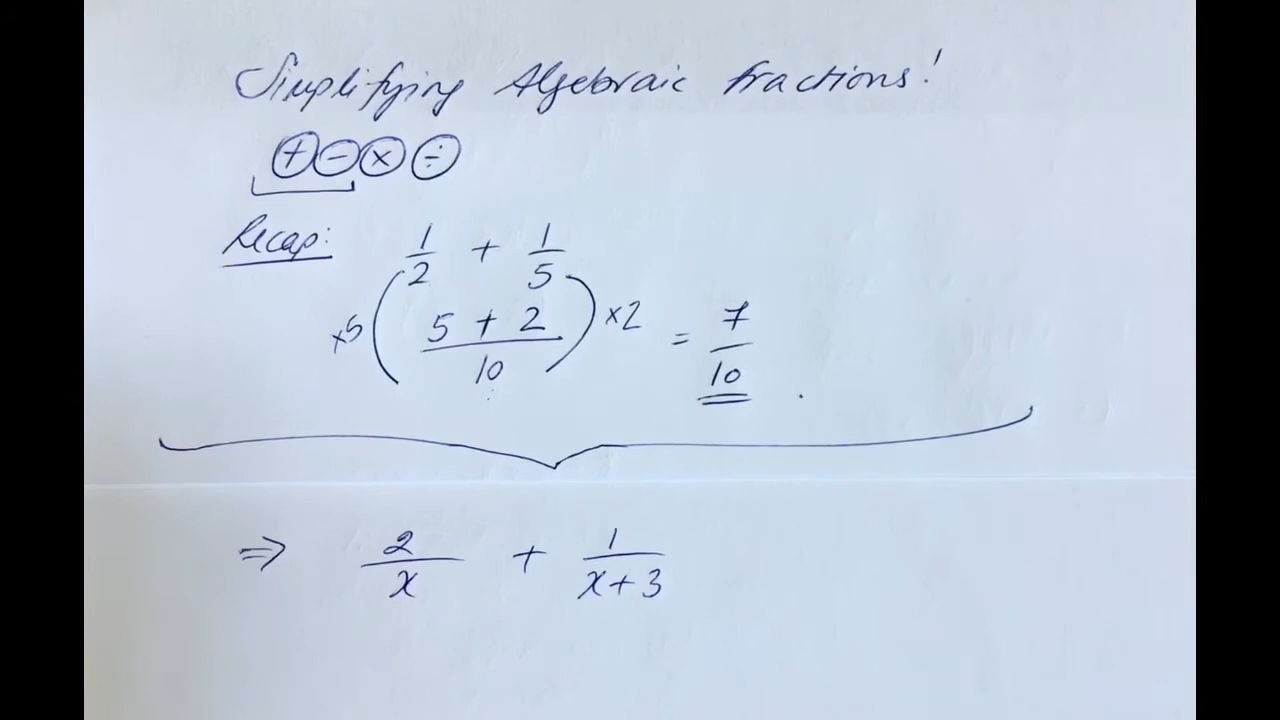 Simplifying Algebraic fractions!
+ − × ÷
Recap: 1/2 + 1/5
×5 ( (5 + 2)/10 ) ×2 = 7/10
⇒ 2/x + 1/(x+3)